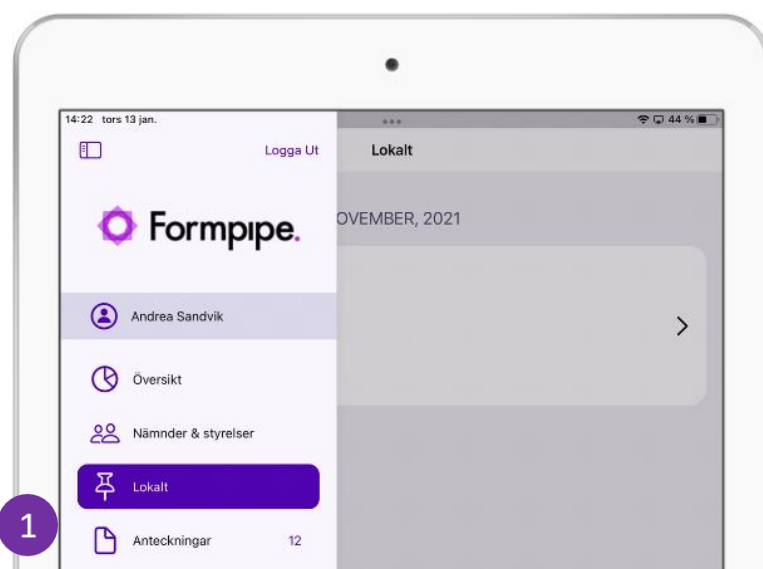 14:22 tors 13 jan.
44 %
Logga Ut
Lokalt
Formpipe.
OVEMBER, 2021
Andrea Sandvik
Översikt
Nämnder & styrelser
Lokalt
1
Anteckningar 12